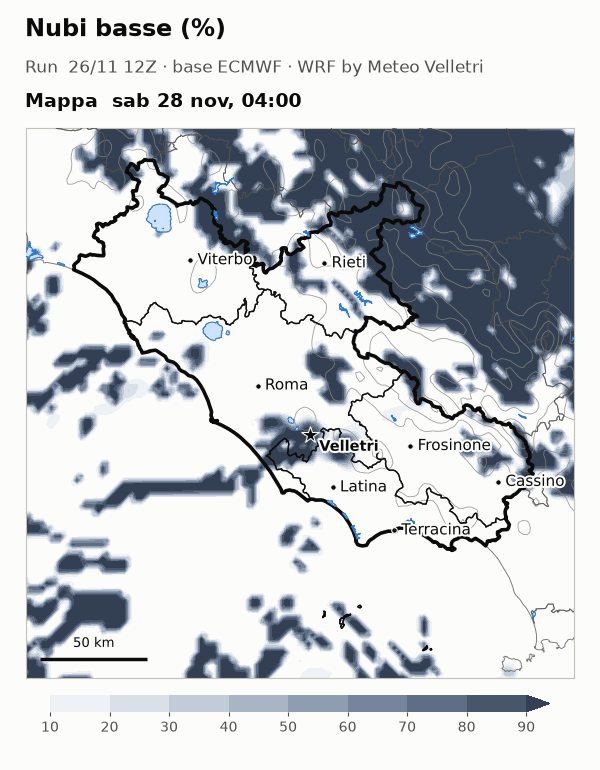 Nubi basse (%)
Run  26/11 12Z · base ECMWF · WRF by Meteo Velletri
Mappa  sab 28 nov, 04:00
Viterbo
Rieti
Roma
Velletri
Frosinone
Cassino
Latina
Terracina
50 km
10 20 30 40 50 60 70 80 90